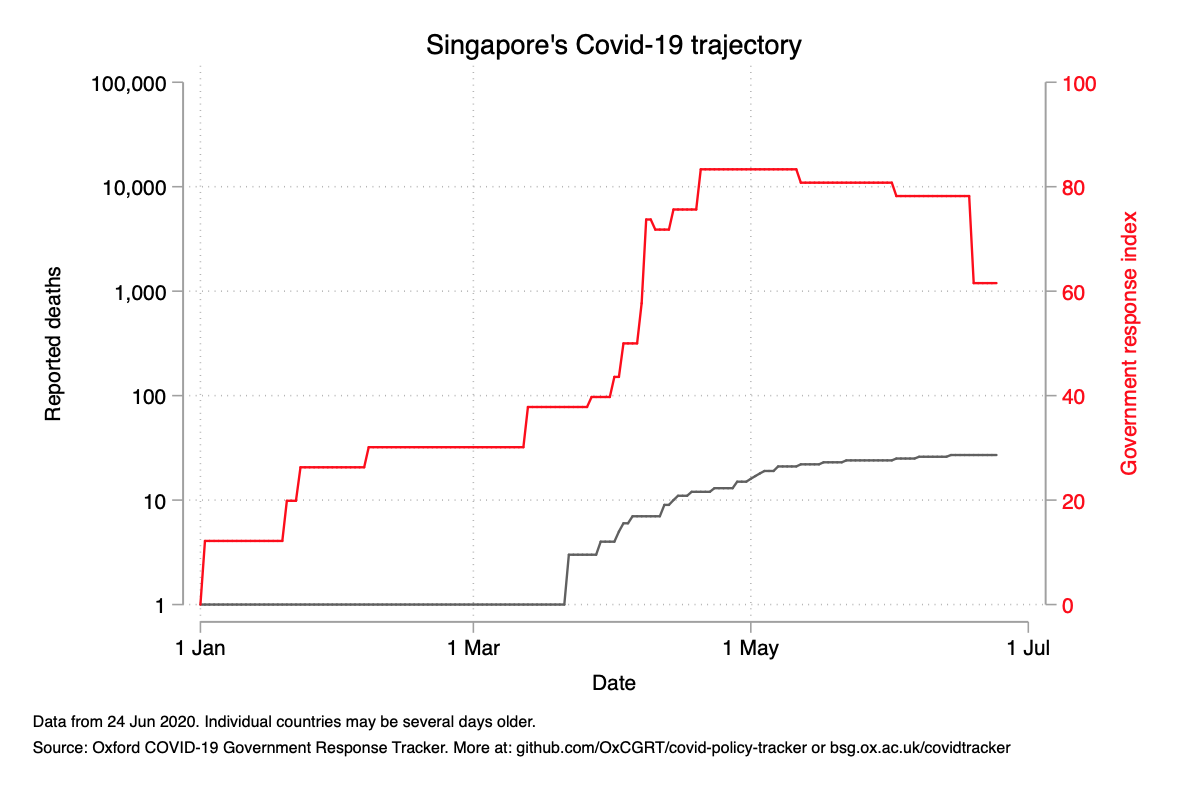 Singapore's Covid-19 trajectory
100,000
10,000
1,000
100
10
1
Reported deaths
100
80
60
40
20
0
Government response index
1 Jan
1 Mar
1 May
1 Jul
Date
Data from 24 Jun 2020. Individual countries may be several days older.
Source: Oxford COVID-19 Government Response Tracker. More at: github.com/OxCGRT/covid-policy-tracker or bsg.ox.ac.uk/covidtracker